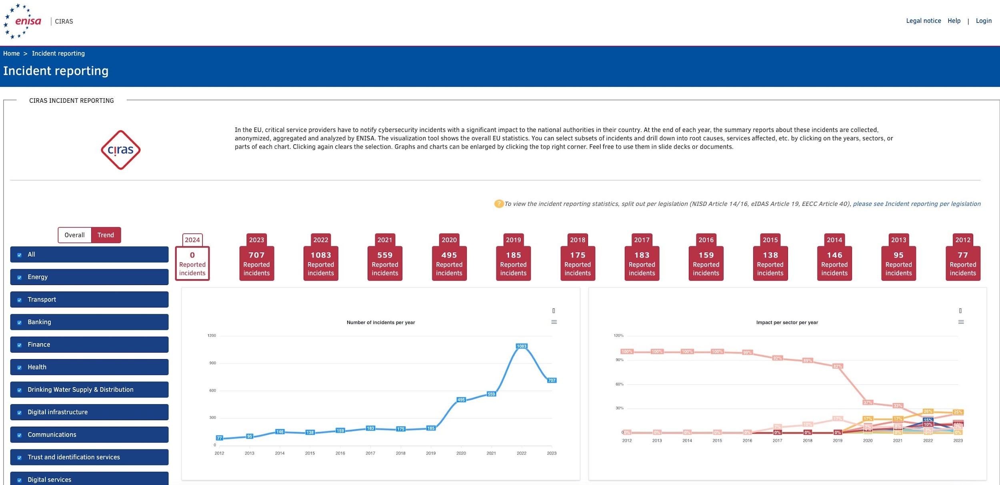 enisa | CIRAS
Legal notice Help | Login
Home > Incident reporting
Incident reporting
CIRAS INCIDENT REPORTING
ciras
In the EU, critical service providers have to notify cybersecurity incidents with a significant impact to the national authorities in their country. At the end of each year, the summary reports about these incidents are collected,
anonymized, aggregated and analyzed by ENISA. The visualization tool shows the overall EU statistics. You can select subsets of incidents and drill down into root causes, services affected, etc. by clicking on the years, sectors, or
parts of each chart. Clicking again clears the selection. Graphs and charts can be enlarged by clicking the top right corner. Feel free to use them in slide decks or documents.
? To view the incident reporting statistics, split out per legislation (NISD Article 14/16, eIDAS Article 19, EECC Article 40), please see Incident reporting per legislation
Overall Trend
2024 2023 2022 2021 2020 2019 2018 2017 2016 2015 2014 2013 2012
0 707 1083 559 495 185 175 183 159 138 146 95 77
Reported Reported Reported Reported Reported Reported Reported Reported Reported Reported Reported Reported Reported
incidents incidents incidents incidents incidents incidents incidents incidents incidents incidents incidents incidents incidents
All
Energy
Transport
Banking
Finance
Health
Drinking Water Supply & Distribution
Digital infrastructure
Communications
Trust and identification services
Digital services
Number of incidents per year
1200
900
600
300
0
77 95 146 138 159 183 175 185 495 559 1083 707
2012 2013 2014 2015 2016 2017 2018 2019 2020 2021 2022 2023
Impact per sector per year
120%
90%
60%
30%
100% 100% 100% 100% 99% 92% 89% 82% 37% 33%
17% 17% 26% 25%
7% 10% 17% 7% 8% 3%
15%
10%
0% 0% 0% 0% 0% 0% 0% 0% 0% 0%
2012 2013 2014 2015 2016 2017 2018 2019 2020 2021 2022 2023